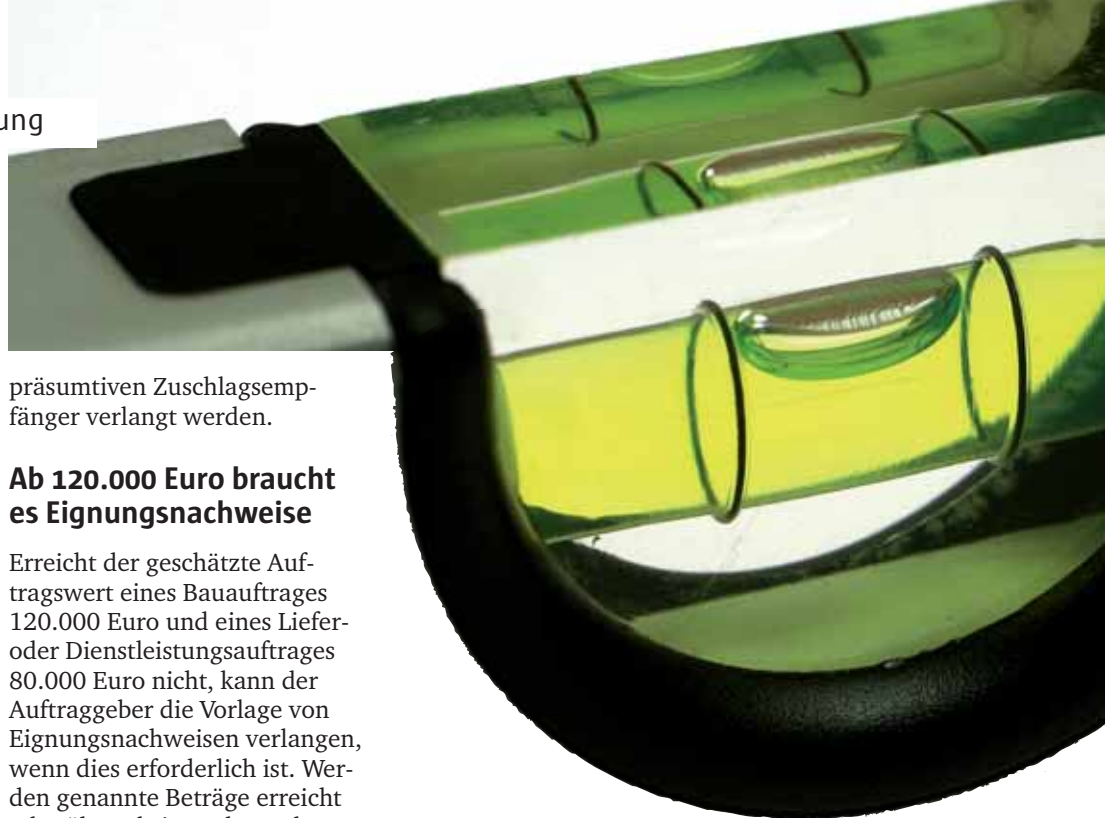 ung
präsumtiven Zuschlagsemp-
fänger verlangt werden.
Ab 120.000 Euro braucht
es Eignungsnachweise
Erreicht der geschätzte Auf-
tragswert eines Bauauftrages
120.000 Euro und eines Liefer-
oder Dienstleistungsauftrages
80.000 Euro nicht, kann der
Auftraggeber die Vorlage von
Eignungsnachweisen verlangen,
wenn dies erforderlich ist. Wer-
den genannte Beträge erreicht